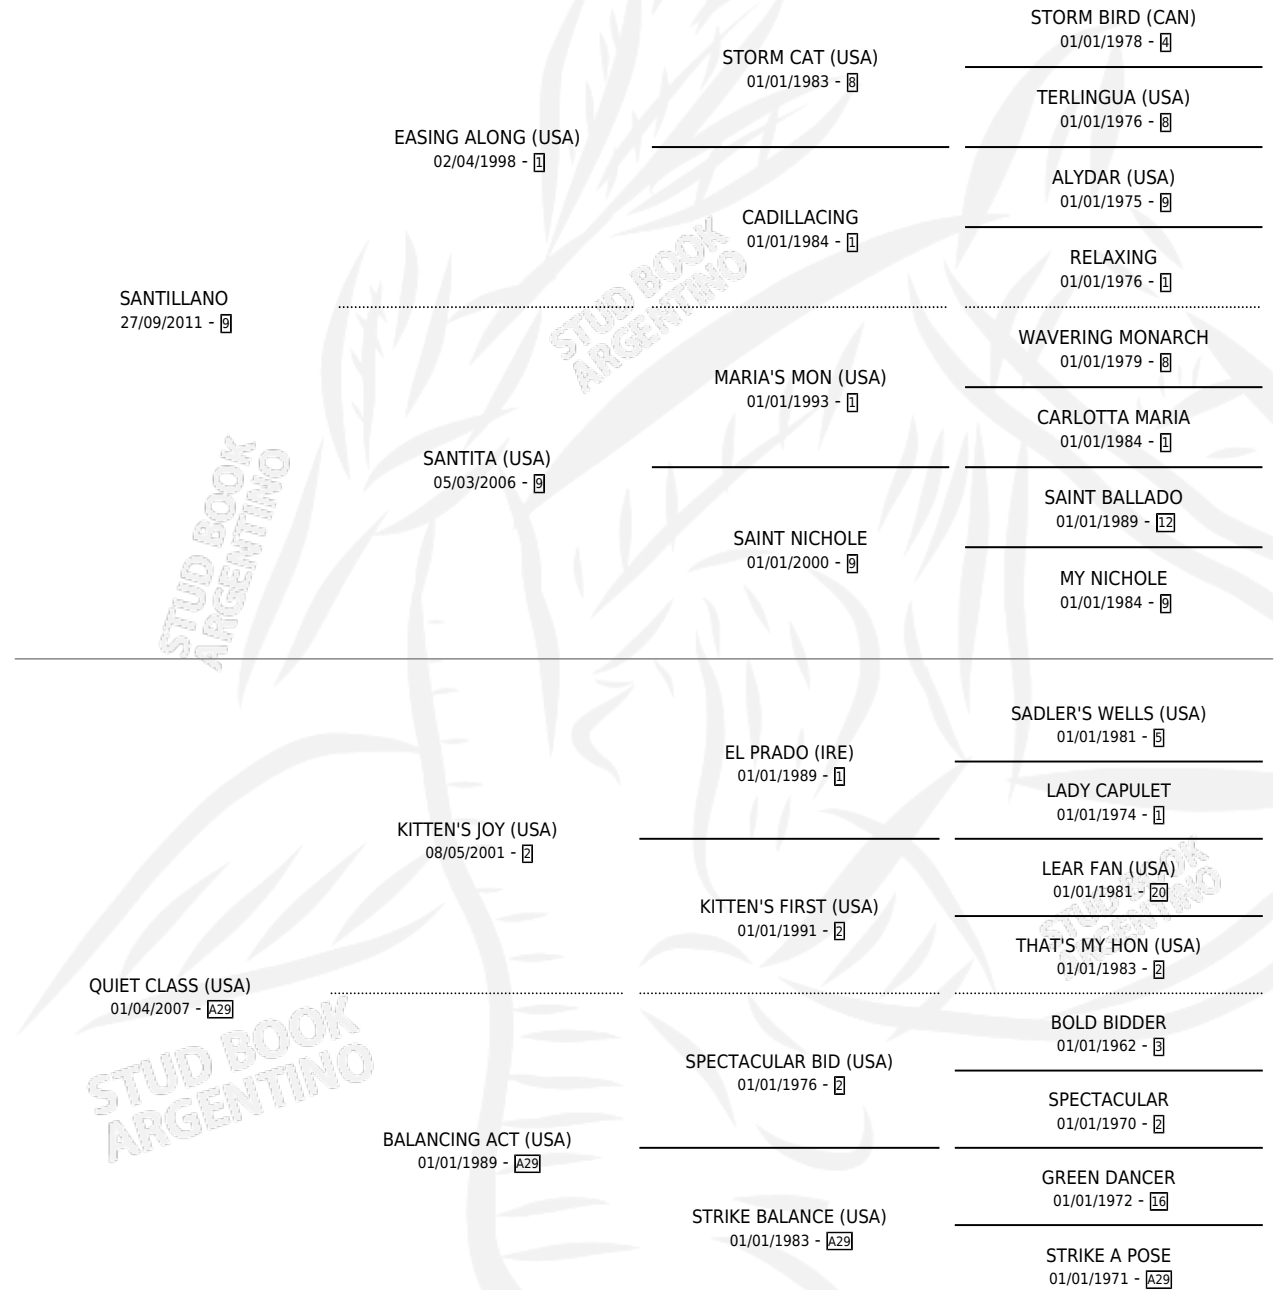 STORM BIRD (CAN)
01/01/1978 - 4
STORM CAT (USA)
01/01/1983 - 8
TERLINGUA (USA)
01/01/1976 - 8
EASING ALONG (USA)
02/04/1998 - 1
ALYDAR (USA)
01/01/1975 - 9
CADILLACING
01/01/1984 - 1
RELAXING
01/01/1976 - 1
SANTILLANO
27/09/2011 - 9
WAVERING MONARCH
01/01/1979 - 8
MARIA'S MON (USA)
01/01/1993 - 1
CARLOTTA MARIA
01/01/1984 - 1
SANTITA (USA)
05/03/2006 - 9
SAINT BALLADO
01/01/1989 - 12
SAINT NICHOLE
01/01/2000 - 9
MY NICHOLE
01/01/1984 - 9
STUD BOOK
ARGENTINO
STUD BOOK
ARGENTINO
SADLER'S WELLS (USA)
01/01/1981 - 5
EL PRADO (IRE)
01/01/1989 - 1
LADY CAPULET
01/01/1974 - 1
KITTEN'S JOY (USA)
08/05/2001 - 2
LEAR FAN (USA)
01/01/1981 - 20
KITTEN'S FIRST (USA)
01/01/1991 - 2
THAT'S MY HON (USA)
01/01/1983 - 2
QUIET CLASS (USA)
01/04/2007 - A29
BOLD BIDDER
01/01/1962 - 3
SPECTACULAR BID (USA)
01/01/1976 - 2
SPECTACULAR
01/01/1970 - 2
BALANCING ACT (USA)
01/01/1989 - A29
GREEN DANCER
01/01/1972 - 16
STRIKE BALANCE (USA)
01/01/1983 - A29
STRIKE A POSE
01/01/1971 - A29
STUD BOOK
ARGENTINO
STUD BOOK
ARGENTINO